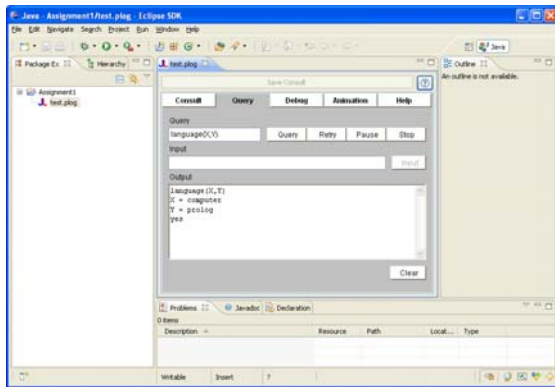 Java - Assignment1/test.plog - Eclipse SDK
File Edit Navigate Search Project Run Window Help
Java
Package Ex
Hierarchy
test.plog
Outline
Save Consult
An outline is not available.
Assignment1
test.plog
Consult Query Debug Animation Help
Query
language(X,Y).
Query Retry Pause Stop
Input
Input
Output
language(X,Y)
X = computer
Y = prolog
yes
Clear
Problems Javadoc Declaration
0 items
Description Resource Path Locat... Type
Writable Insert 7